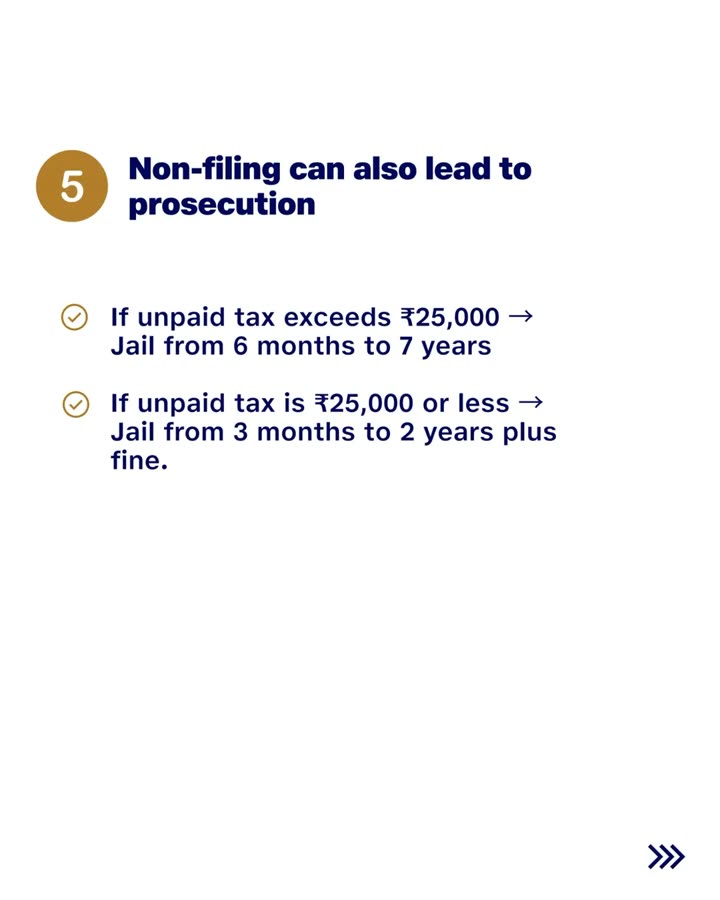 5
Non-filing can also lead to
prosecution
If unpaid tax exceeds ₹25,000 →
Jail from 6 months to 7 years
If unpaid tax is ₹25,000 or less →
Jail from 3 months to 2 years plus
fine.